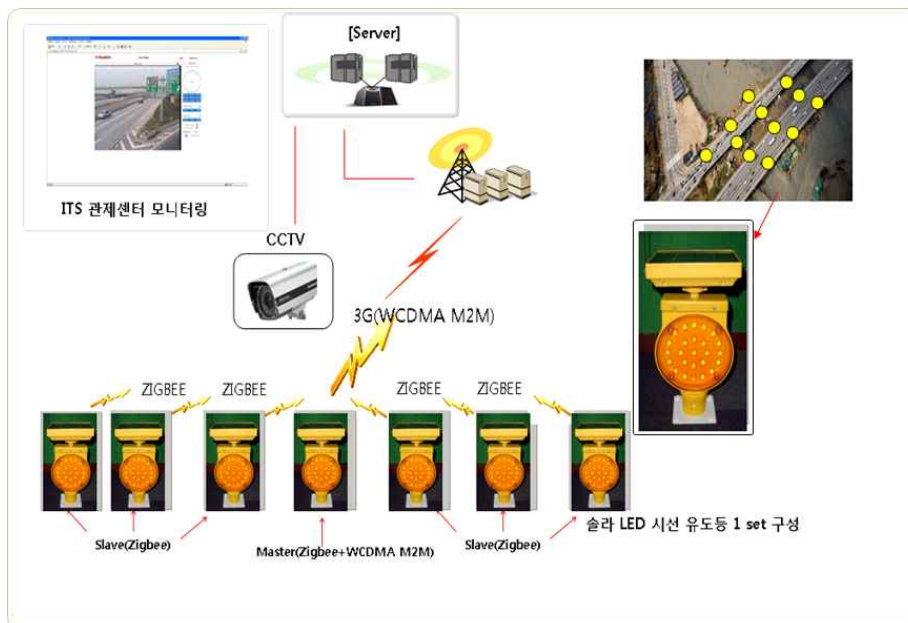 [Server]
ITS 관제센터 모니터링
CCTV
3G(WCDMA M2M)
ZIGBEE
ZIGBEE
ZIGBEE
ZIGBEE
솔라 LED 시선 유도등 1 set 구성
Slave(Zigbee)
Master(Zigbee+WCDMA M2M)
Slave(Zigbee)